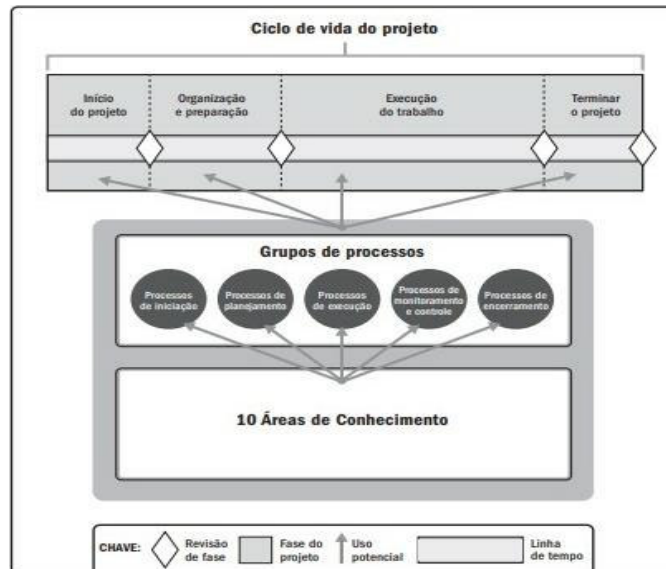 Ciclo de vida do projeto
Início
do projeto
Organização
e preparação
Execução
do trabalho
Terminar
o projeto
Grupos de processos
Processos
de iniciação
Processos de
planejamento
Processos
de execução
Processos de
monitoramento
e controle
Processos de
encerramento
10 Áreas de Conhecimento
CHAVE:
Revisão
de fase
Fase do
projeto
Uso
potencial
Linha
de tempo